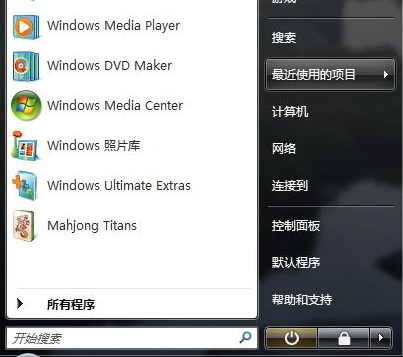 Windows Media Player
Windows DVD Maker
Windows Media Center
Windows 照片库
Windows Ultimate Extras
Mahjong Titans
所有程序
开始搜索
游戏
搜索
最近使用的项目
计算机
网络
连接到
控制面板
默认程序
帮助和支持